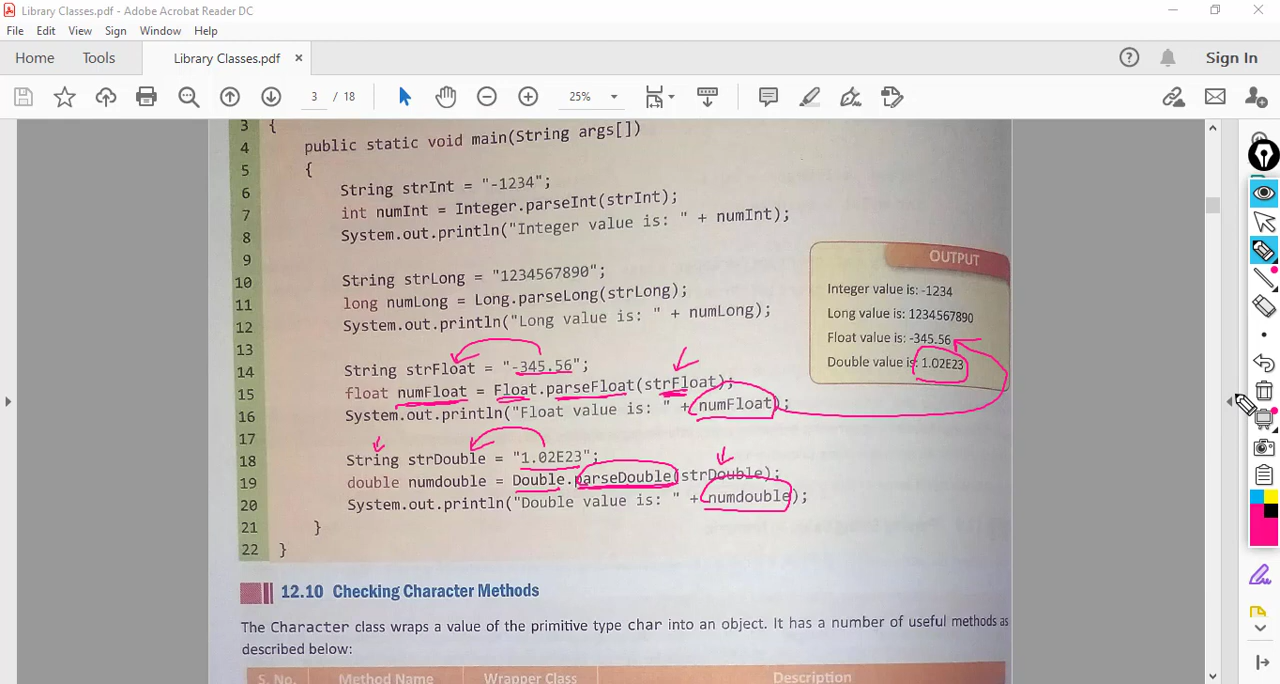 Library Classes.pdf - Adobe Acrobat Reader DC
File Edit View Sign Window Help
Home Tools Library Classes.pdf × Sign In
3 / 18 25%
3 {
4 public static void main(String args[])
5 {
6 String strInt = "-1234";
7 int numInt = Integer.parseInt(strInt);
8 System.out.println("Integer value is: " + numInt);
9
10 String strLong = "1234567890";
11 long numLong = Long.parseLong(strLong);
12 System.out.println("Long value is: " + numLong);
13
14 String strFloat = "-345.56";
15 float numFloat = Float.parseFloat(strFloat);
16 System.out.println("Float value is: " + numFloat);
17
18 String strDouble = "1.02E23";
19 double numdouble = Double.parseDouble(strDouble);
20 System.out.println("Double value is: " + numdouble);
21 }
22 }
OUTPUT
Integer value is: -1234
Long value is: 1234567890
Float value is: -345.56
Double value is: 1.02E23
12.10 Checking Character Methods
The Character class wraps a value of the primitive type char into an object. It has a number of useful methods as
described below:
S. No. Method Name Wrapper Class Description